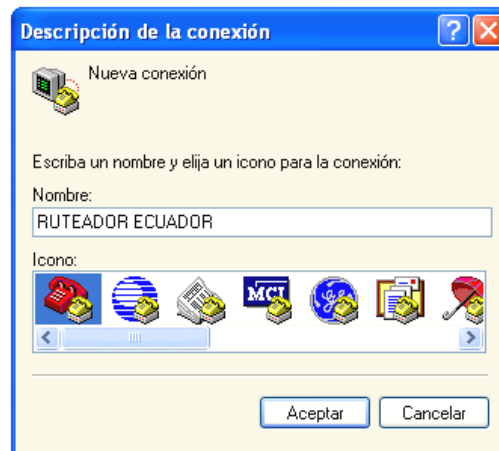 Descripción de la conexión
Nueva conexión
Escriba un nombre y elija un icono para la conexión:
Nombre:
RUTEADOR ECUADOR
Icono:
MCI
Aceptar
Cancelar